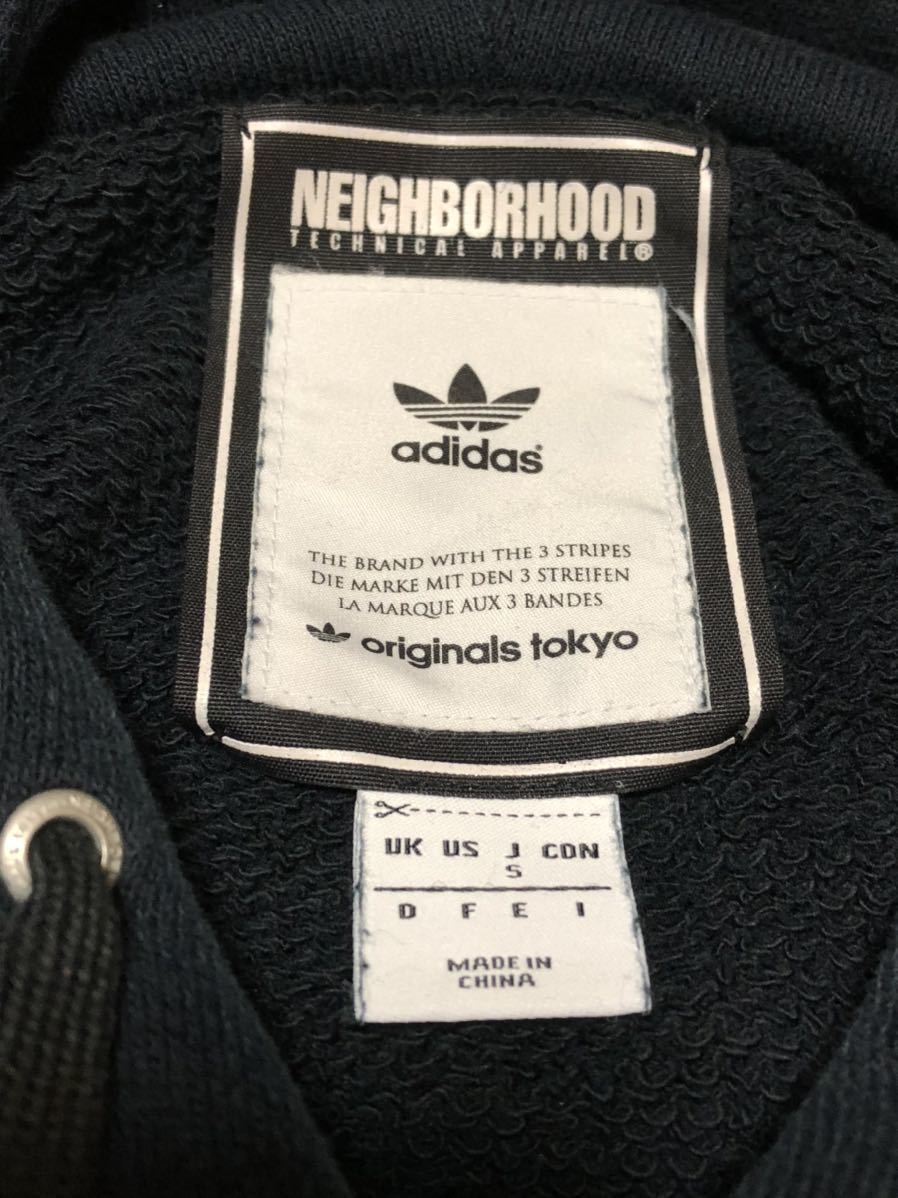 NEIGHBORHOOD
TECHNICAL APPAREL®
adidas®
THE BRAND WITH THE 3 STRIPES
DIE MARKE MIT DEN 3 STREIFEN
LA MARQUE AUX 3 BANDES
originals tokyo
UK US J CDN
S
D F E I
MADE IN
CHINA